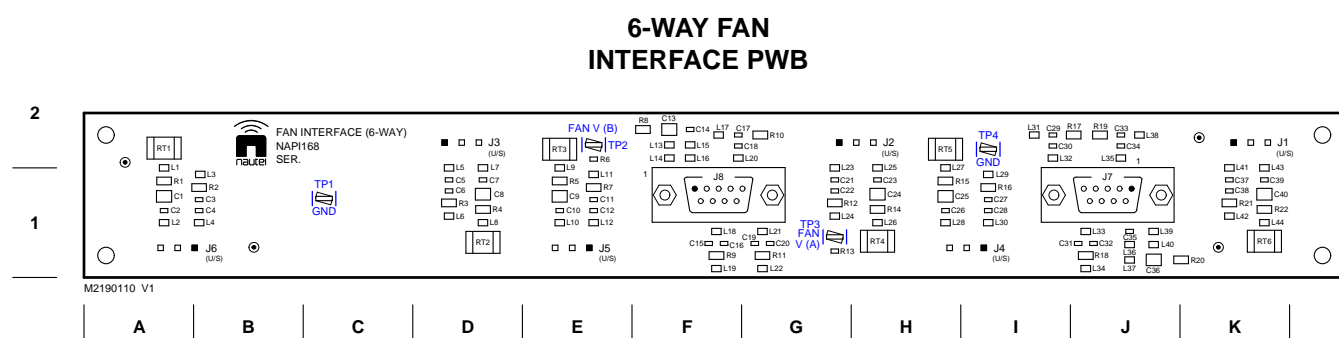 6-WAY FAN
INTERFACE PWB
2
1
RT1
L1
R1
C1
C2
L2
L3
R2
C3
C4
L4
nautel
FAN INTERFACE (6-WAY)
NAPI168
SER.
J6
(U/S)
TP1
GND
J3
(U/S)
L5
C5
C6
R3
L6
L7
C7
C8
R4
L8
RT2
FAN V (B)
TP2
RT3
R6
L9
R5
C9
C10
L10
L11
R7
C11
C12
L12
J5
(U/S)
R8
C13
C14
L17
C17
R10
L13
L15
C18
L14
L16
L20
1
J8
L18
L21
C15
C16
C19
C20
R9
R11
L19
L22
TP3
FAN
V (A)
R13
J2
(U/S)
L23
C21
C22
R12
L24
L25
C23
C24
R14
L26
RT4
RT5
L27
R15
C25
C26
L28
TP4
GND
L29
R16
C27
C28
L30
J4
(U/S)
L31
C29
R17
R19
C33
L38
C30
C34
L32
L35
1
J7
L33
C35
L39
C31
C32
L40
R18
L36
L34
L37
C36
R20
J1
(U/S)
L41
C37
C38
R21
L42
L43
C39
C40
R22
L44
RT6
M2190110 V1
A B C D E F G H I J K